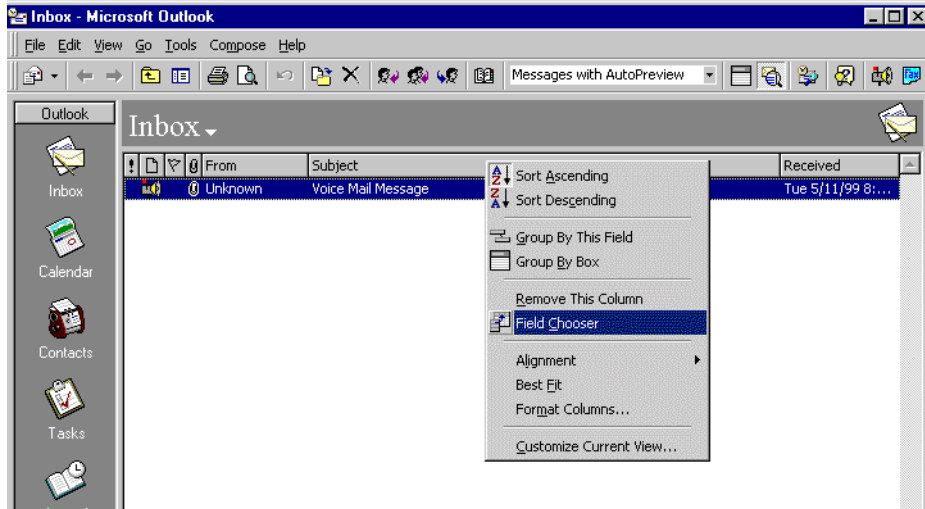 Inbox - Microsoft Outlook
File Edit View Go Tools Compose Help
Messages with AutoPreview
Fax
Outlook
Inbox
! From Subject Received
Unknown Voice Mail Message Tue 5/11/99 8:...
Sort Ascending
Sort Descending
Group By This Field
Group By Box
Remove This Column
Field Chooser
Alignment
Best Fit
Format Columns...
Customize Current View...
Inbox
Calendar
Contacts
Tasks